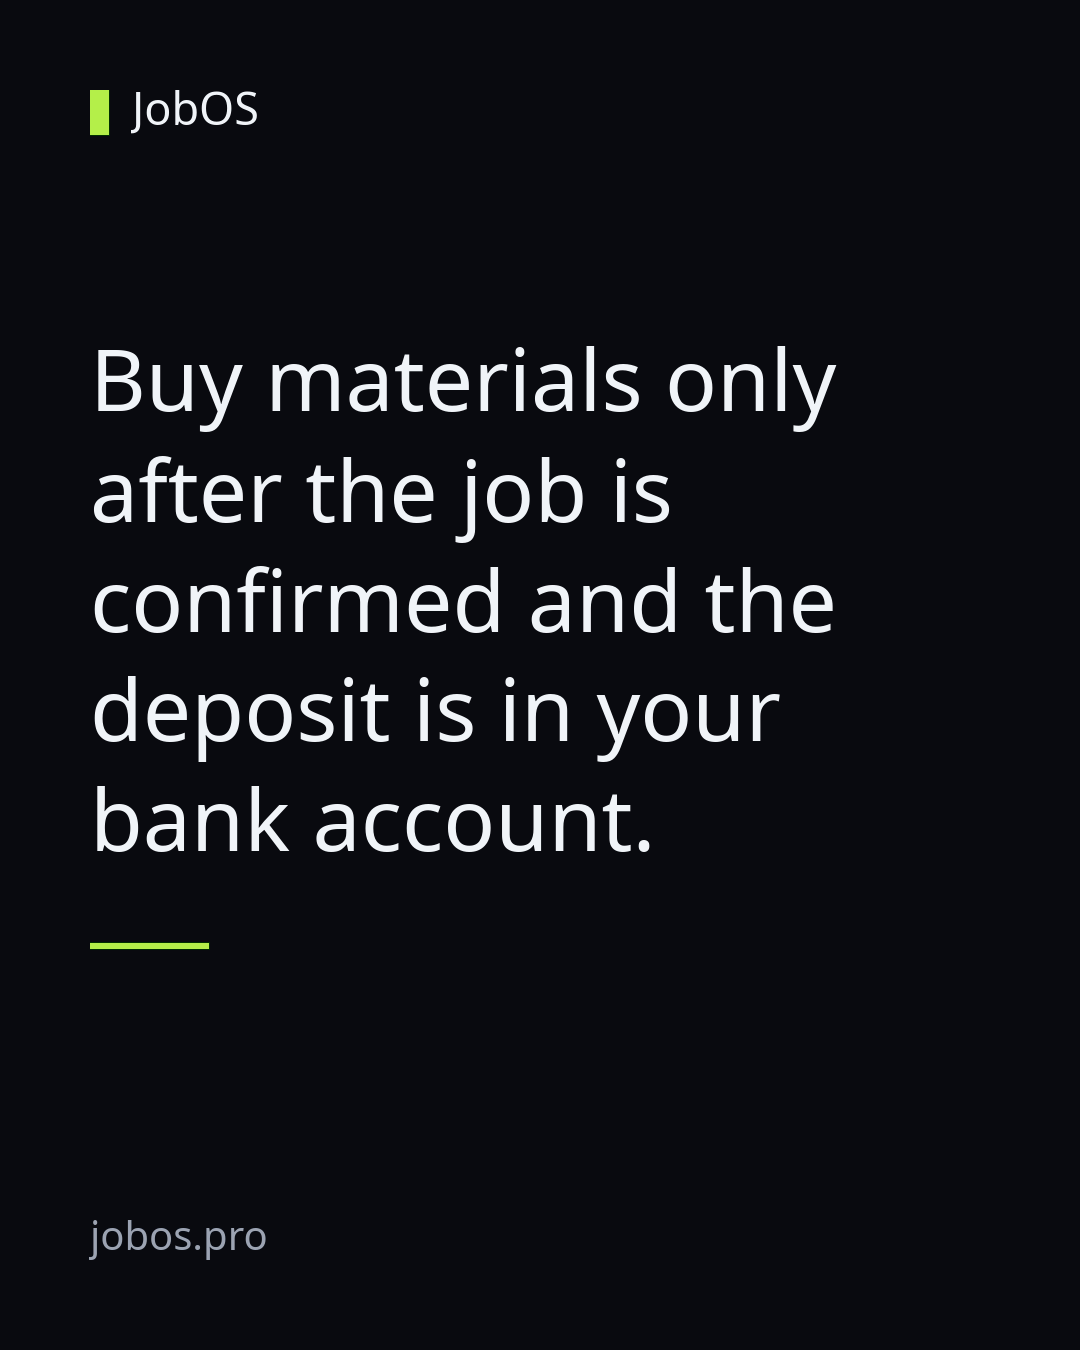 JobOS
Buy materials only
after the job is
confirmed and the
deposit is in your
bank account.
jobos.pro